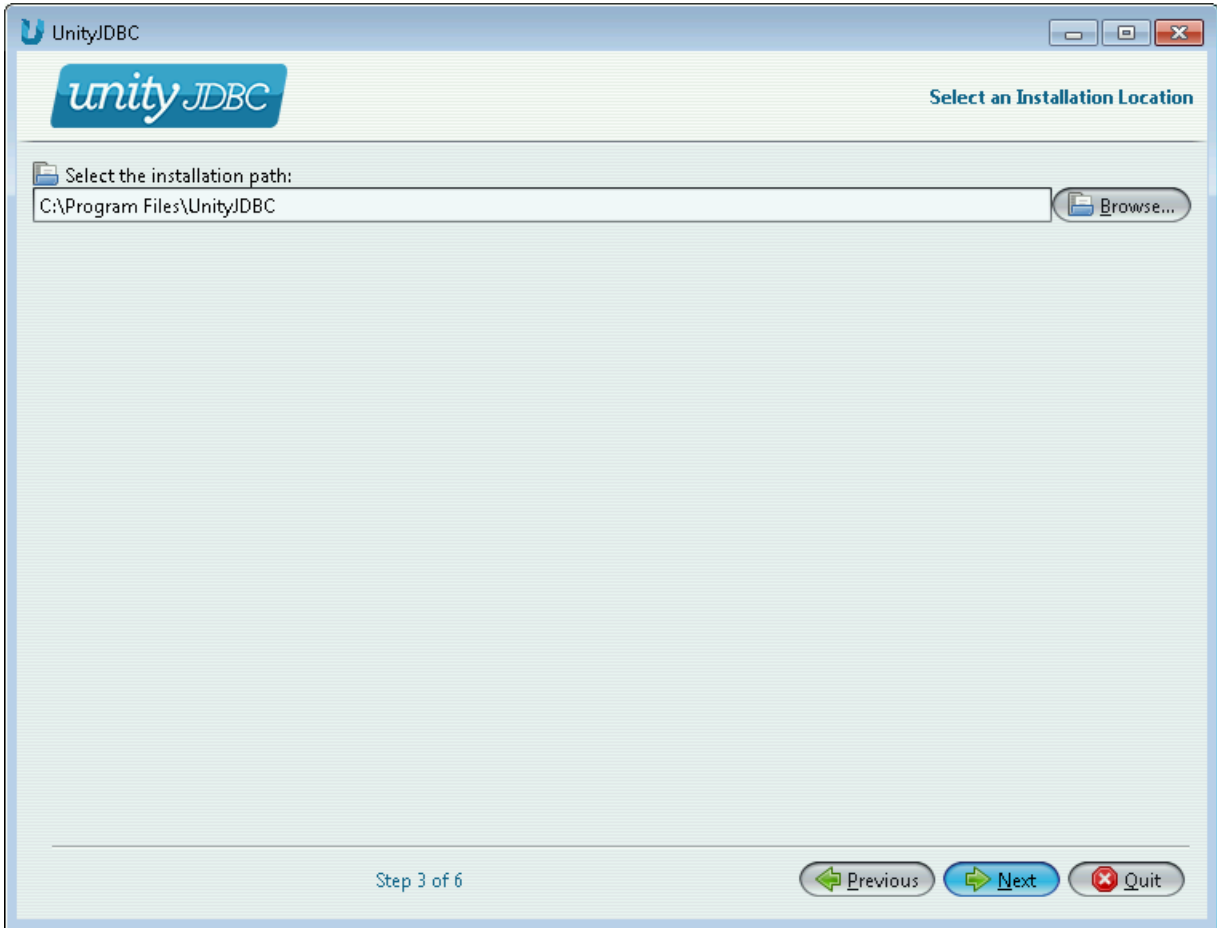 UnityJDBC
unity JDBC
Select an Installation Location
Select the installation path:
C:\Program Files\UnityJDBC
Browse...
Step 3 of 6
Previous
Next
Quit